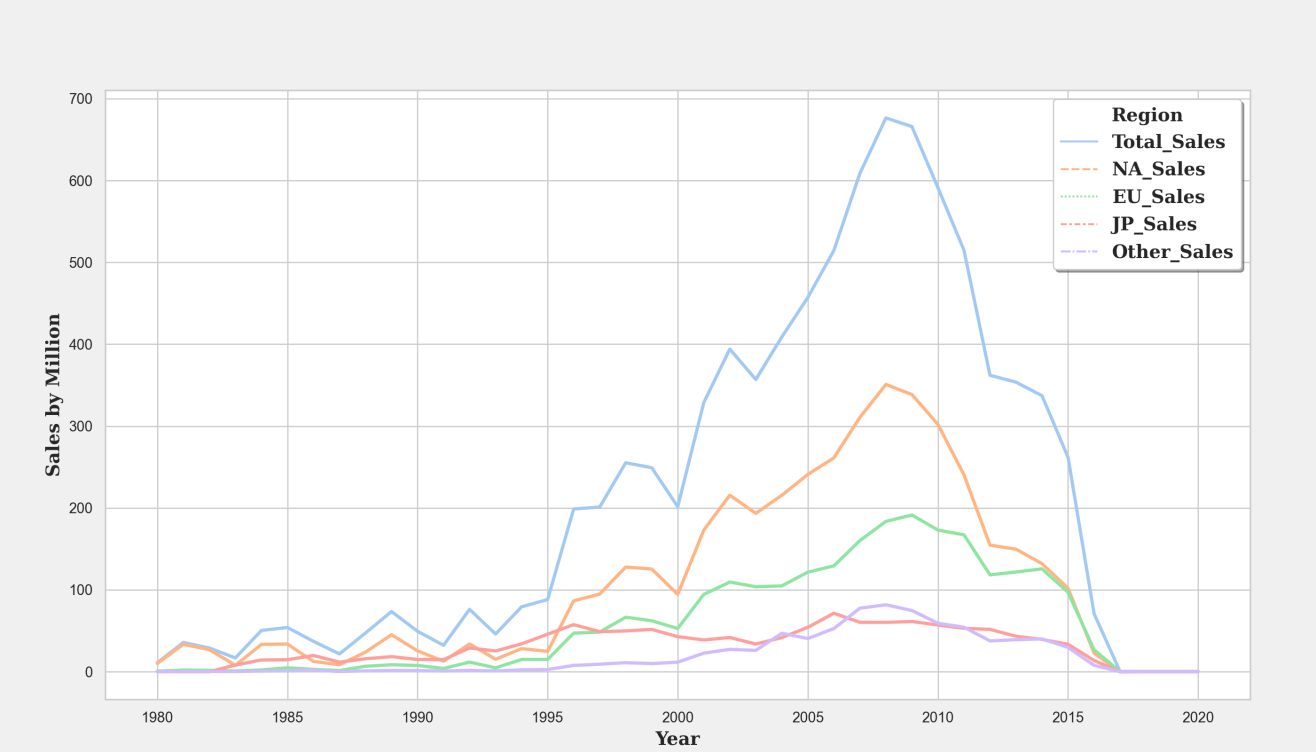 700
600
500
400
300
200
100
0
Sales by Million
Region
Total_Sales
NA_Sales
EU_Sales
JP_Sales
Other_Sales
1980 1985 1990 1995 2000 2005 2010 2015 2020
Year